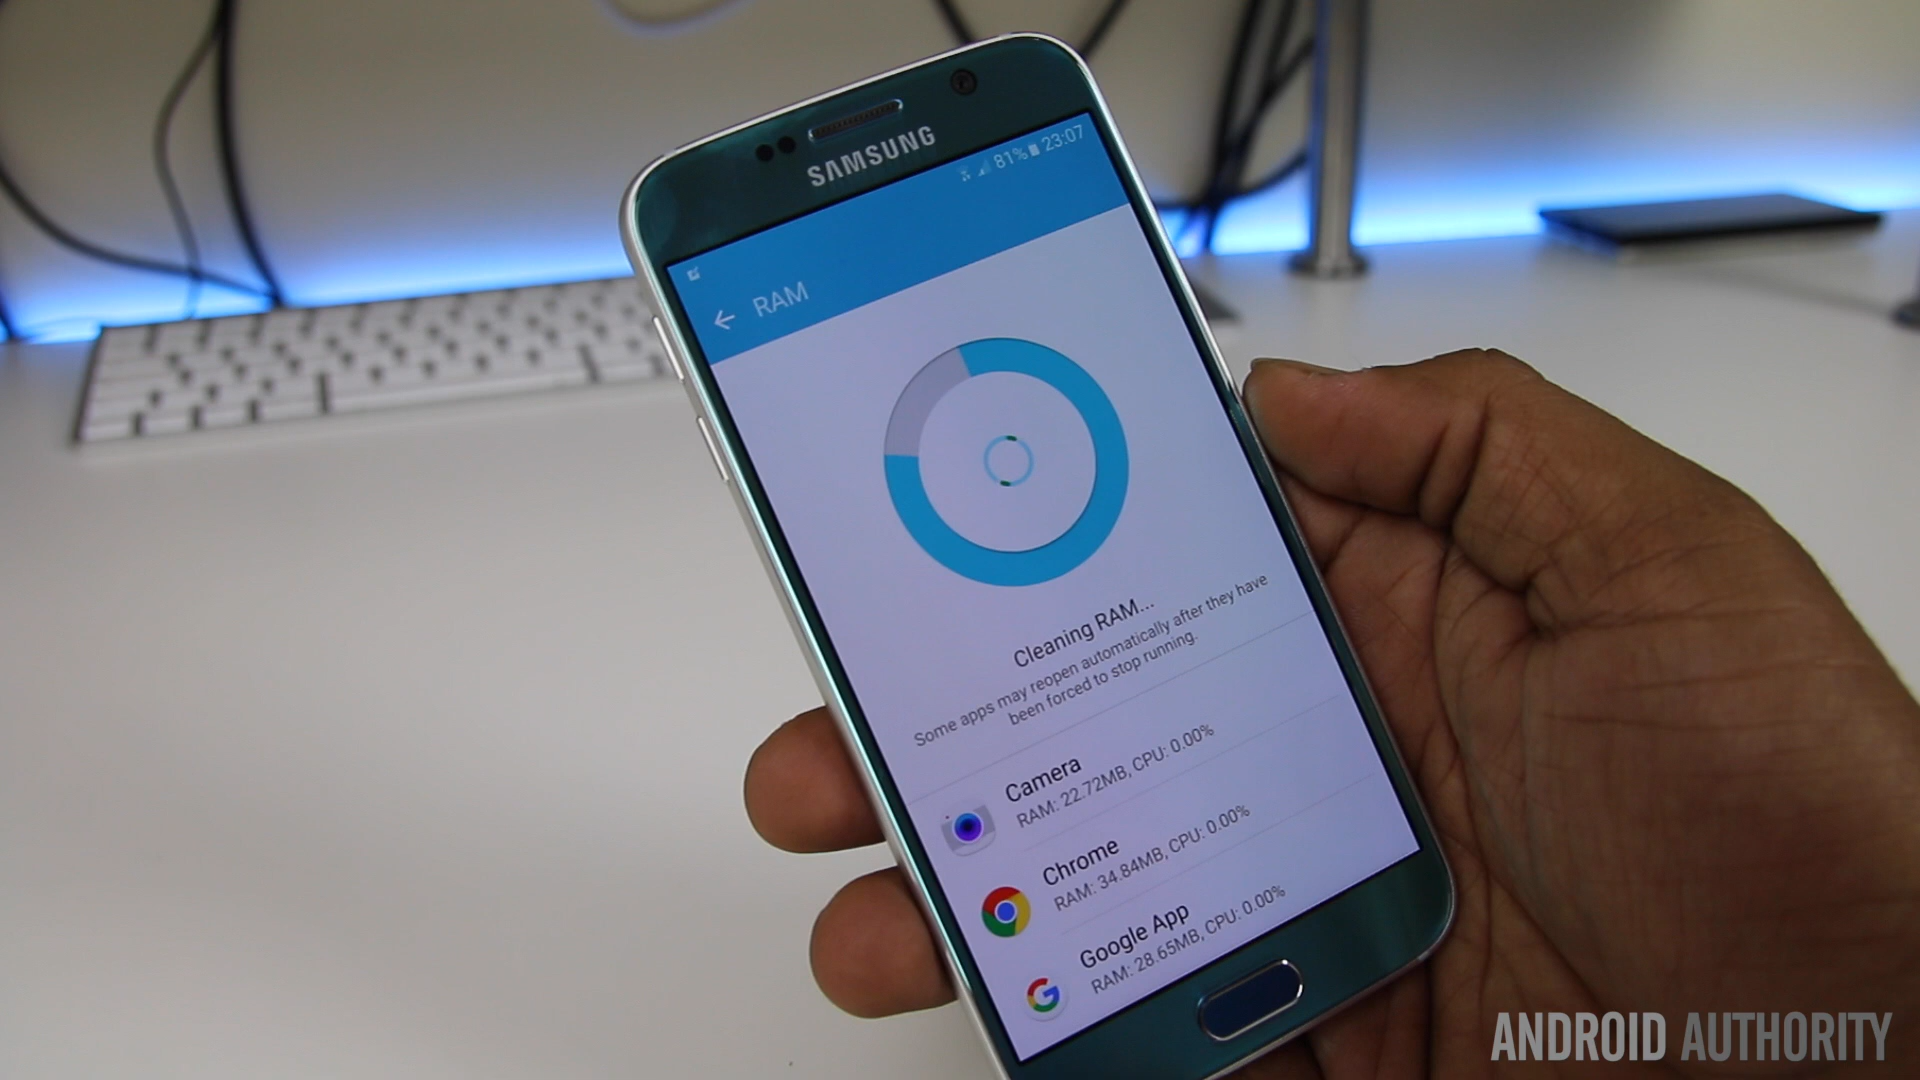 SAMSUNG
81% 23:07
RAM
Cleaning RAM...
Some apps may reopen automatically after they have
been forced to stop running.
Camera
RAM: 22.72MB, CPU: 0.00%
Chrome
RAM: 34.84MB, CPU: 0.00%
Google App
RAM: 28.65MB, CPU: 0.00%
ANDROID AUTHORITY